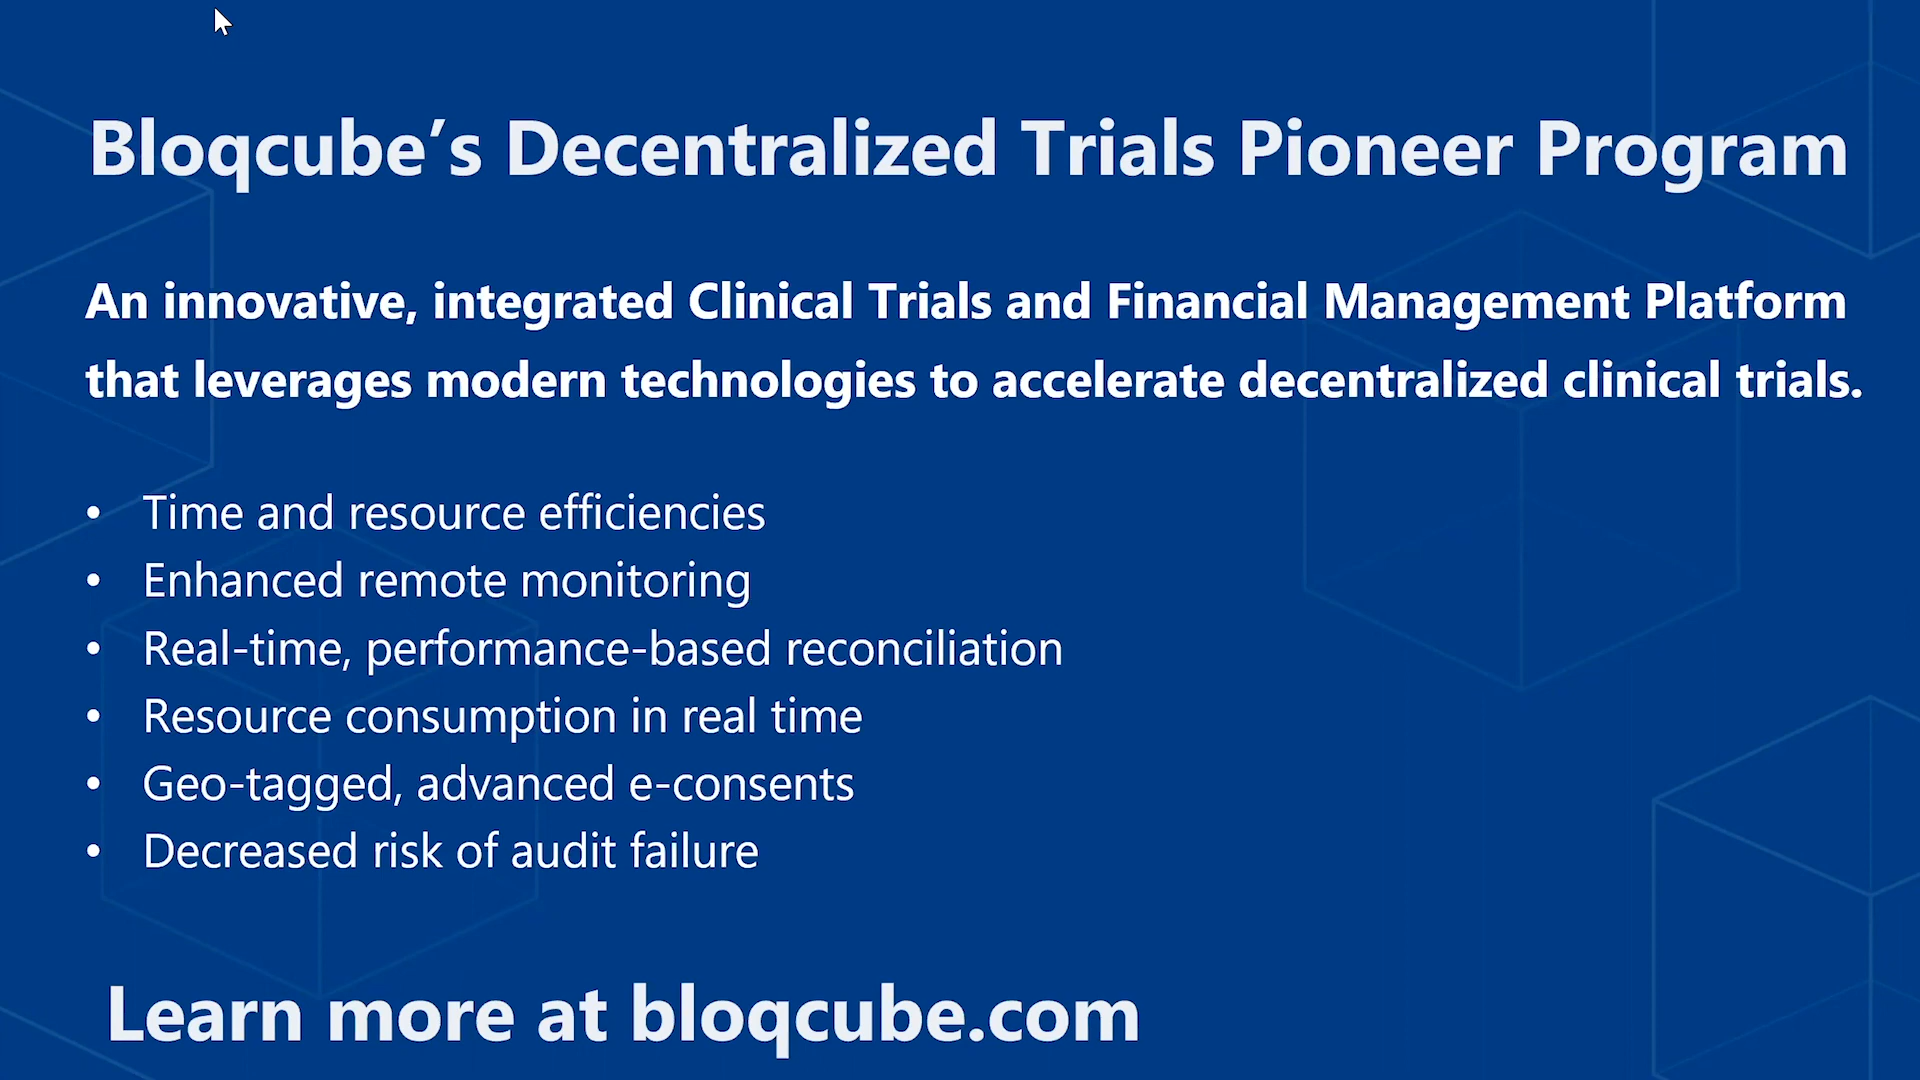 Bloqcube’s Decentralized Trials Pioneer Program
An innovative, integrated Clinical Trials and Financial Management Platform
that leverages modern technologies to accelerate decentralized clinical trials.
• Time and resource efficiencies
• Enhanced remote monitoring
• Real-time, performance-based reconciliation
• Resource consumption in real time
• Geo-tagged, advanced e-consents
• Decreased risk of audit failure
Learn more at bloqcube.com